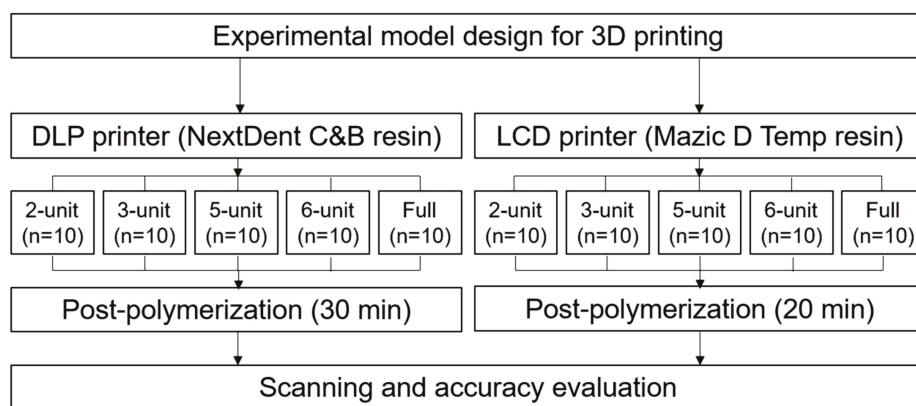 Experimental model design for 3D printing
DLP printer (NextDent C&B resin)
LCD printer (Mazic D Temp resin)
2-unit
(n=10)
3-unit
(n=10)
5-unit
(n=10)
6-unit
(n=10)
Full
(n=10)
2-unit
(n=10)
3-unit
(n=10)
5-unit
(n=10)
6-unit
(n=10)
Full
(n=10)
Post-polymerization (30 min)
Post-polymerization (20 min)
Scanning and accuracy evaluation